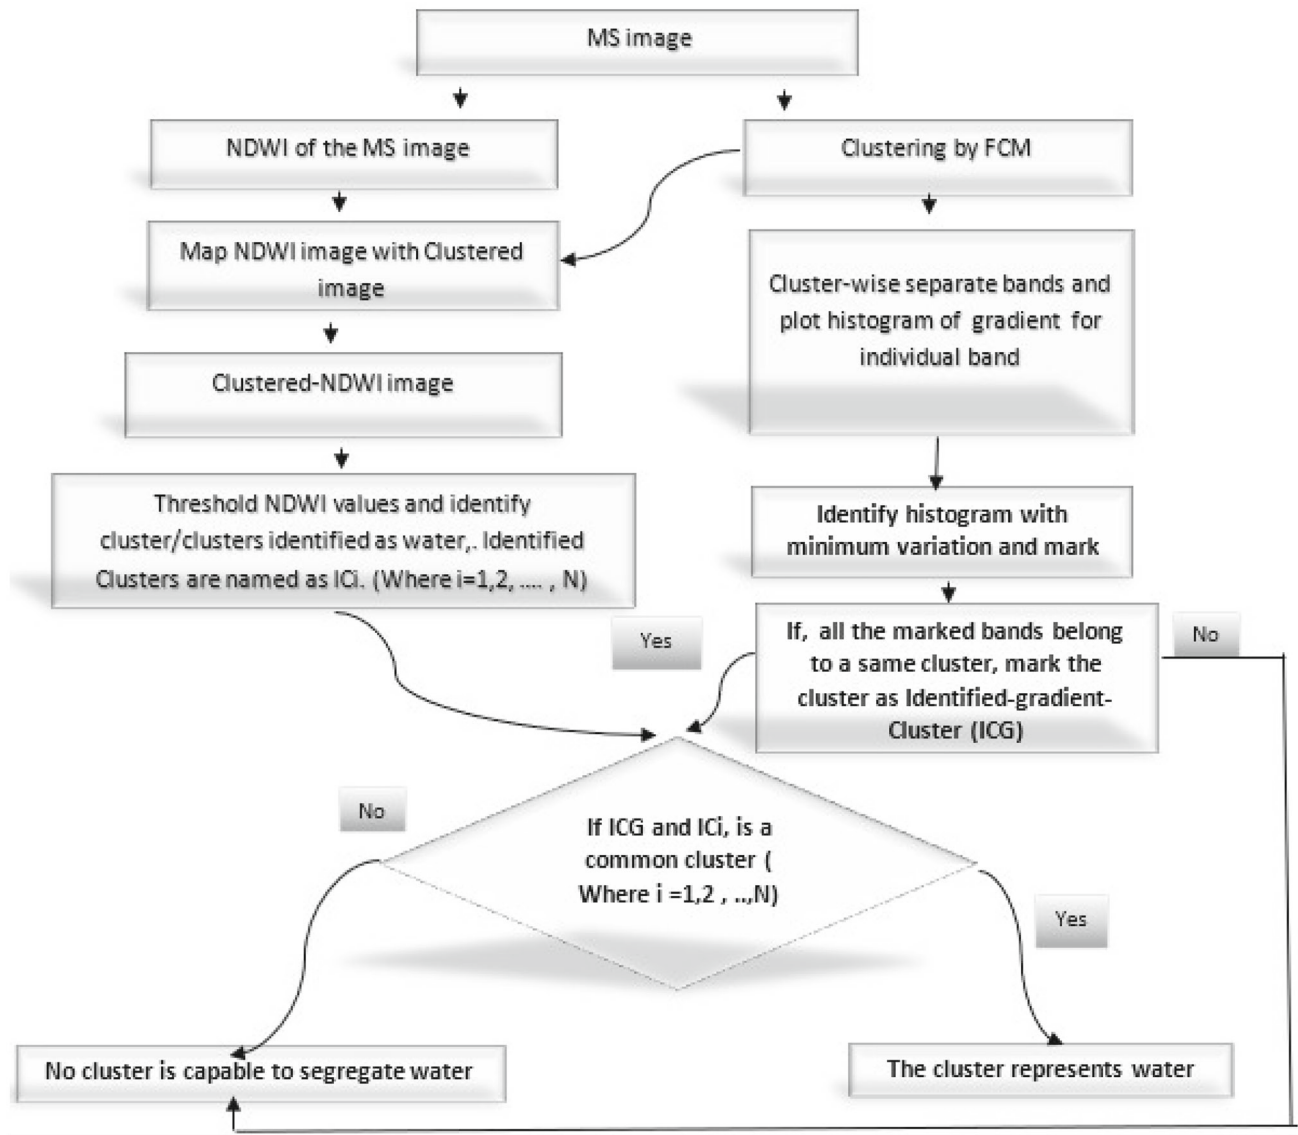 MS image
NDWI of the MS image
Clustering by FCM
Map NDWI image with Clustered
image
Cluster-wise separate bands and
plot histogram of gradient for
individual band
Clustered-NDWI image
Threshold NDWI values and identify
cluster/clusters identified as water,. Identified
Clusters are named as ICi. (Where i=1,2, .... , N)
Identify histogram with
minimum variation and mark
If, all the marked bands belong
to a same cluster, mark the
cluster as Identified-gradient-
Cluster (ICG)
Yes
No
If ICG and ICi, is a
common cluster (
Where i =1,2 , ..,N)
No
Yes
No cluster is capable to segregate water
The cluster represents water